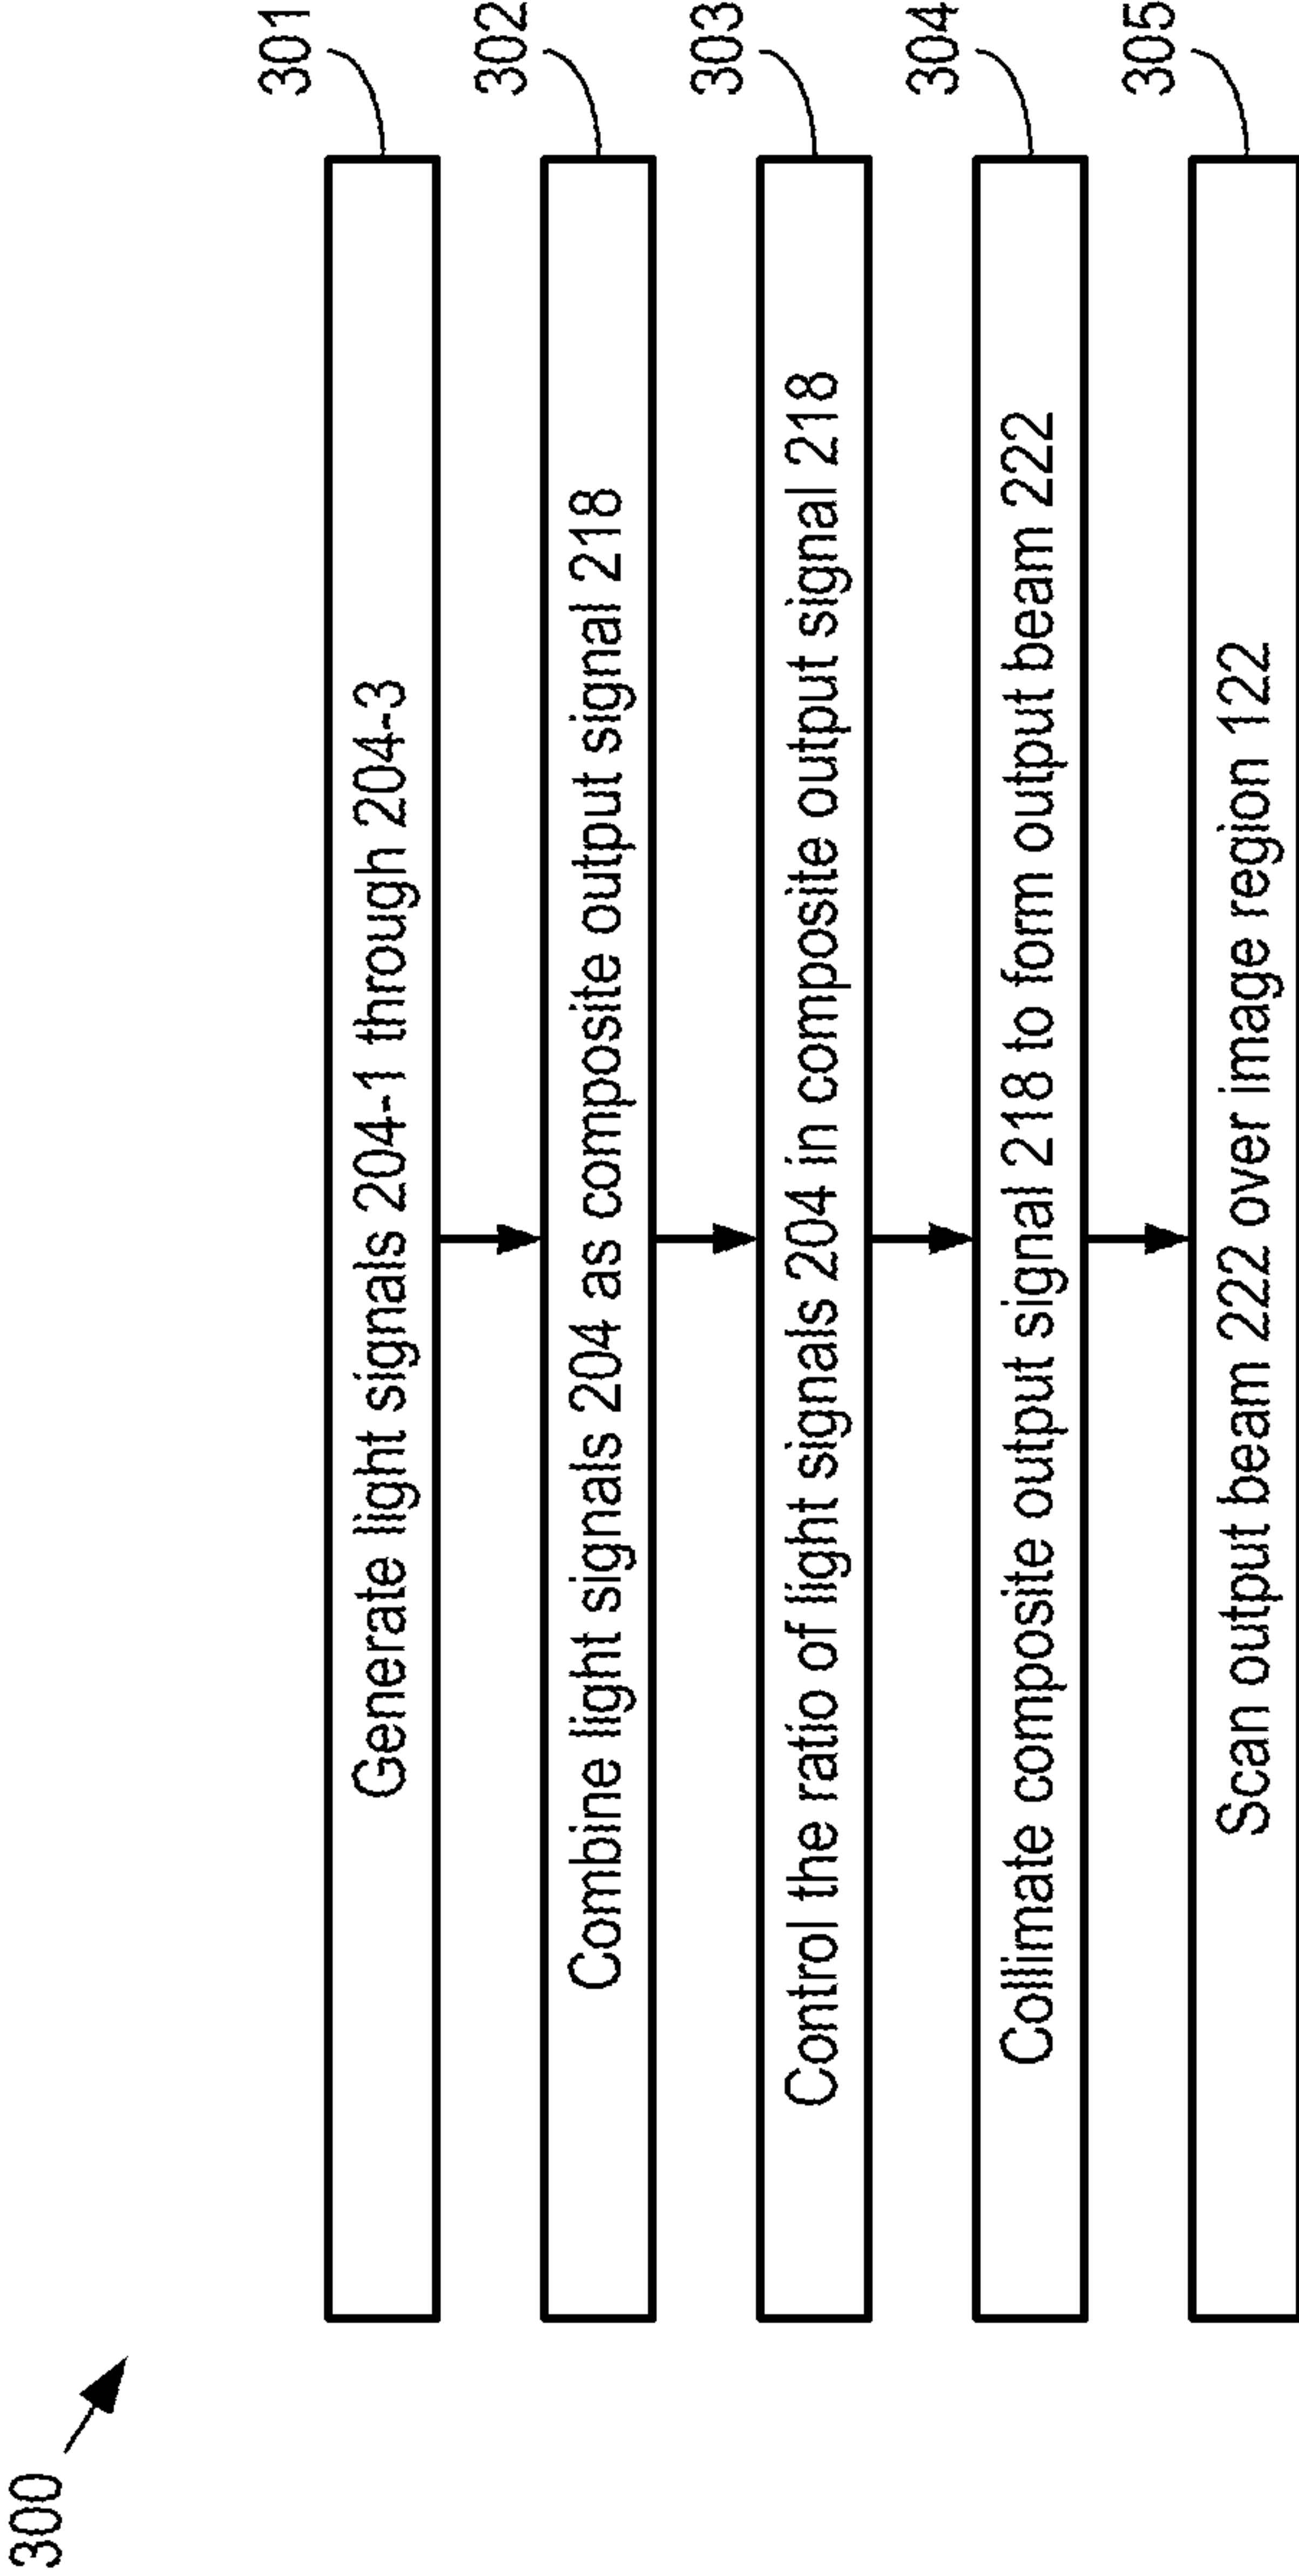 300
301
Generate light signals 204-1 through 204-3
302
Combine light signals 204 as composite output signal 218
303
Control the ratio of light signals 204 in composite output signal 218
304
Collimate composite output signal 218 to form output beam 222
305
Scan output beam 222 over image region 122